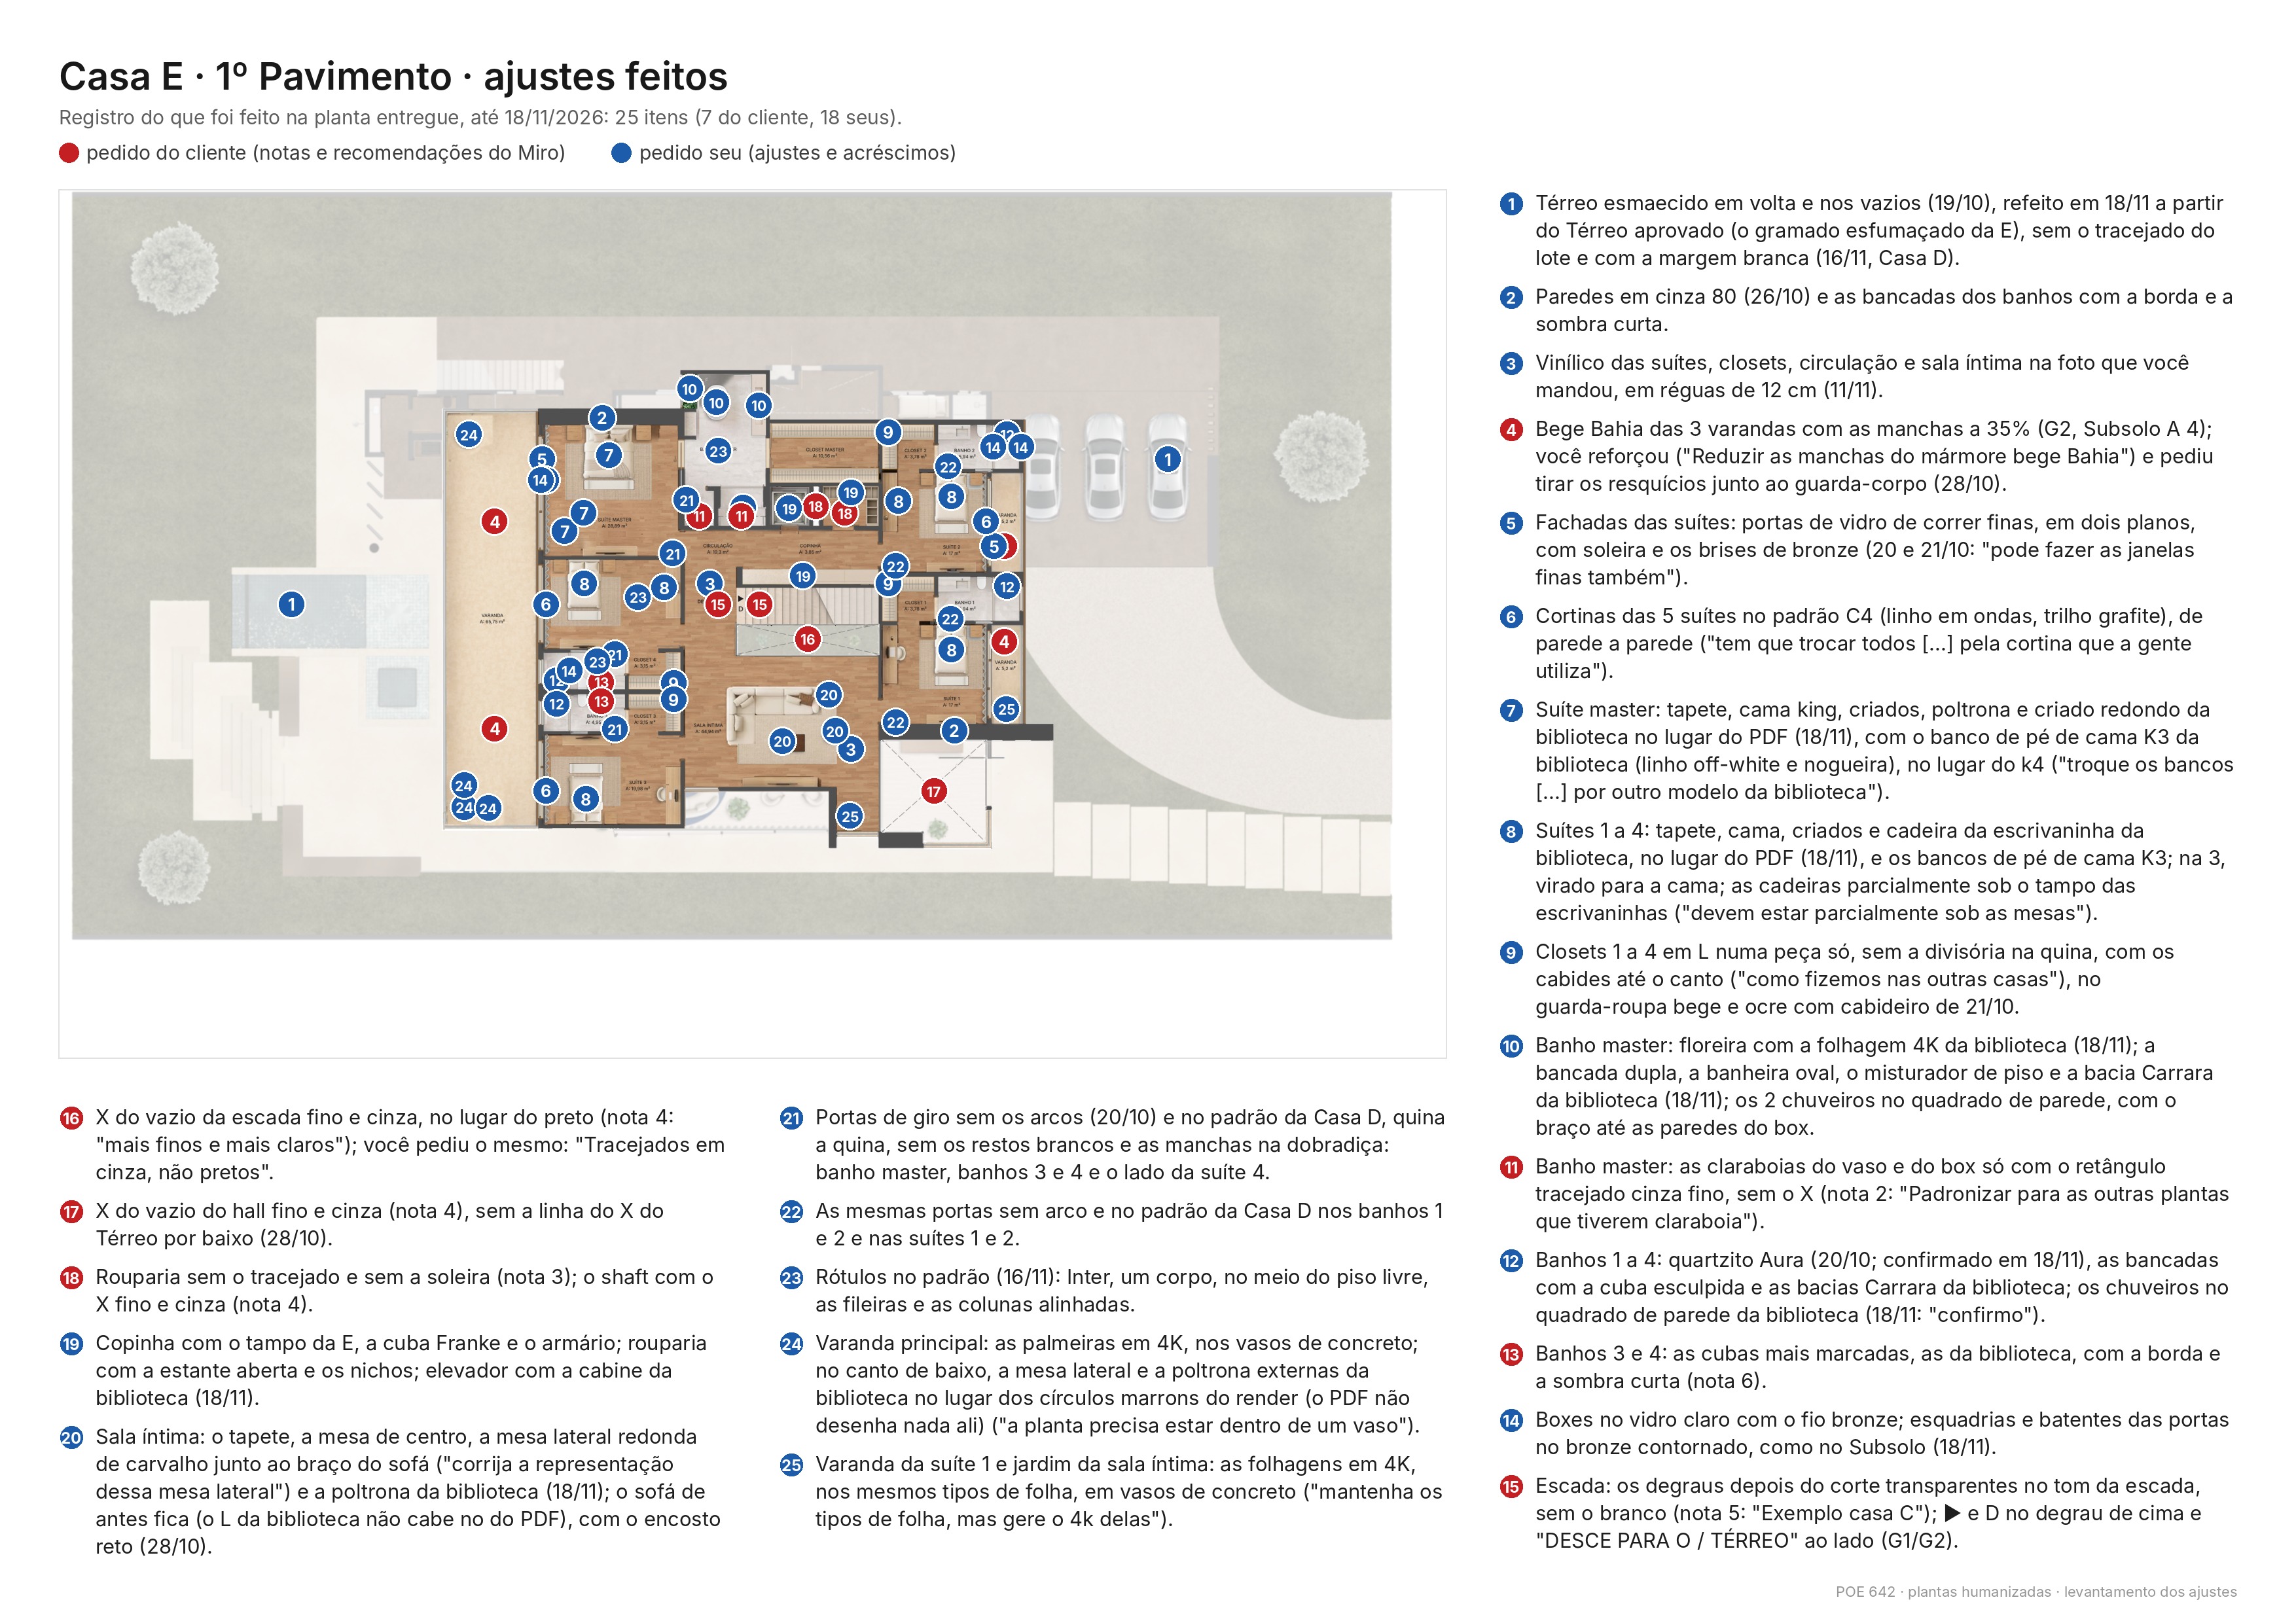 Casa E · 1º Pavimento · ajustes feitos
Registro do que foi feito na planta entregue, até 18/11/2026: 25 itens (7 do cliente, 18 seus).
pedido do cliente (notas e recomendações do Miro)
pedido seu (ajustes e acréscimos)
1 Térreo esmaecido em volta e nos vazios (19/10), refeito em 18/11 a partir
do Térreo aprovado (o gramado esfumaçado da E), sem o tracejado do
lote e com a margem branca (16/11, Casa D).
2 Paredes em cinza 80 (26/10) e as bancadas dos banhos com a borda e a
sombra curta.
3 Vinílico das suítes, closets, circulação e sala íntima na foto que você
mandou, em réguas de 12 cm (11/11).
4 Bege Bahia das 3 varandas com as manchas a 35% (G2, Subsolo A 4);
você reforçou ("Reduzir as manchas do mármore bege Bahia") e pediu
tirar os resquícios junto ao guarda-corpo (28/10).
5 Fachadas das suítes: portas de vidro de correr finas, em dois planos,
com soleira e os brises de bronze (20 e 21/10: "pode fazer as janelas
finas também").
6 Cortinas das 5 suítes no padrão C4 (linho em ondas, trilho grafite), de
parede a parede ("tem que trocar todos [...] pela cortina que a gente
utiliza").
7 Suíte master: tapete, cama king, criados, poltrona e criado redondo da
biblioteca no lugar do PDF (18/11), com o banco de pé de cama K3 da
biblioteca (linho off-white e nogueira), no lugar do k4 ("troque os bancos
[...] por outro modelo da biblioteca").
8 Suítes 1 a 4: tapete, cama, criados e cadeira da escrivaninha da
biblioteca, no lugar do PDF (18/11), e os bancos de pé de cama K3; na 3,
virado para a cama; as cadeiras parcialmente sob o tampo das
escrivaninhas ("devem estar parcialmente sob as mesas").
9 Closets 1 a 4 em L numa peça só, sem a divisória na quina, com os
cabides até o canto ("como fizemos nas outras casas"), no
guarda-roupa bege e ocre com cabideiro de 21/10.
10 Banho master: floreira com a folhagem 4K da biblioteca (18/11); a
bancada dupla, a banheira oval, o misturador de piso e a bacia Carrara
da biblioteca (18/11); os 2 chuveiros no quadrado de parede, com o
braço até as paredes do box.
11 Banho master: as claraboias do vaso e do box só com o retângulo
tracejado cinza fino, sem o X (nota 2: "Padronizar para as outras plantas
que tiverem claraboia").
12 Banhos 1 a 4: quartzito Aura (20/10; confirmado em 18/11), as bancadas
com a cuba esculpida e as bacias Carrara da biblioteca; os chuveiros no
quadrado de parede da biblioteca (18/11: "confirmo").
13 Banhos 3 e 4: as cubas mais marcadas, as da biblioteca, com a borda e
a sombra curta (nota 6).
14 Boxes no vidro claro com o fio bronze; esquadrias e batentes das portas
no bronze contornado, como no Subsolo (18/11).
15 Escada: os degraus depois do corte transparentes no tom da escada,
sem o branco (nota 5: "Exemplo casa C"); ▶ e D no degrau de cima e
"DESCE PARA O / TÉRREO" ao lado (G1/G2).
16 X do vazio da escada fino e cinza, no lugar do preto (nota 4:
"mais finos e mais claros"); você pediu o mesmo: "Tracejados em
cinza, não pretos".
17 X do vazio do hall fino e cinza (nota 4), sem a linha do X do
Térreo por baixo (28/10).
18 Rouparia sem o tracejado e sem a soleira (nota 3); o shaft com o
X fino e cinza (nota 4).
19 Copinha com o tampo da E, a cuba Franke e o armário; rouparia
com a estante aberta e os nichos; elevador com a cabine da
biblioteca (18/11).
20 Sala íntima: o tapete, a mesa de centro, a mesa lateral redonda
de carvalho junto ao braço do sofá ("corrija a representação
dessa mesa lateral") e a poltrona da biblioteca (18/11); o sofá de
antes fica (o L da biblioteca não cabe no do PDF), com o encosto
reto (28/10).
21 Portas de giro sem os arcos (20/10) e no padrão da Casa D, quina
a quina, sem os restos brancos e as manchas na dobradiça:
banho master, banhos 3 e 4 e o lado da suíte 4.
22 As mesmas portas sem arco e no padrão da Casa D nos banhos 1
e 2 e nas suítes 1 e 2.
23 Rótulos no padrão (16/11): Inter, um corpo, no meio do piso livre,
as fileiras e as colunas alinhadas.
24 Varanda principal: as palmeiras em 4K, nos vasos de concreto;
no canto de baixo, a mesa lateral e a poltrona externas da
biblioteca no lugar dos círculos marrons do render (o PDF não
desenha nada ali) ("a planta precisa estar dentro de um vaso").
25 Varanda da suíte 1 e jardim da sala íntima: as folhagens em 4K,
nos mesmos tipos de folha, em vasos de concreto ("mantenha os
tipos de folha, mas gere o 4k delas").
POE 642 · plantas humanizadas · levantamento dos ajustes